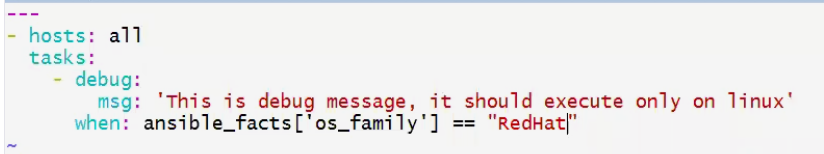 ---
- hosts: all
  tasks:
    - debug:
        msg: 'This is debug message, it should execute only on linux'
      when: ansible_facts['os_family'] == "RedHat"
~